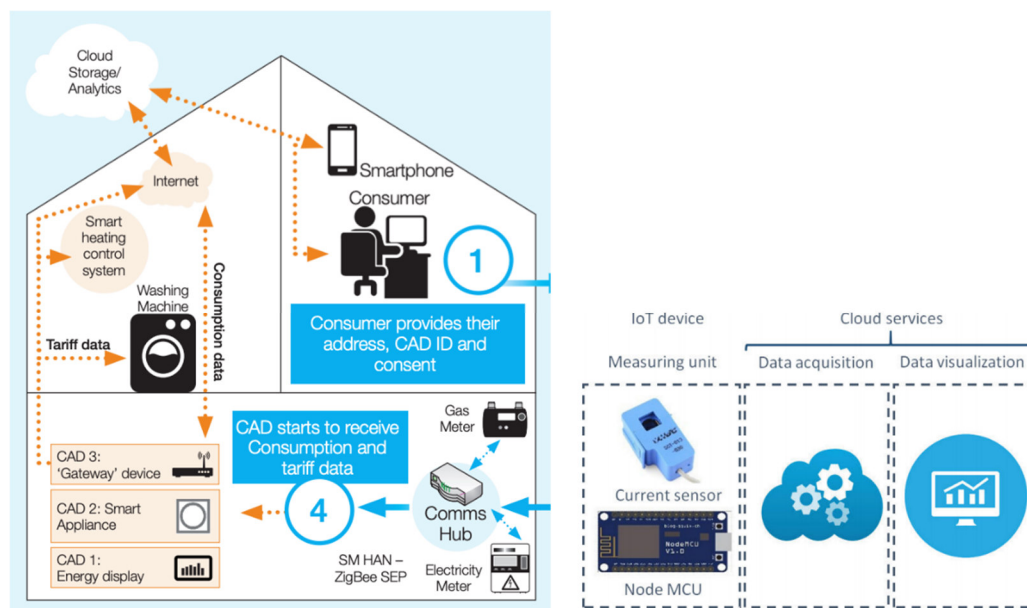 Cloud
Storage/
Analytics
Internet
Smartphone
Consumer
Smart
heating
control
system
1
Washing
Machine
Tariff data
Consumption data
Consumer provides their
address, CAD ID and
consent
CAD starts to receive
Consumption and
tariff data
Gas
Meter
CAD 3:
'Gateway' device
CAD 2: Smart
Appliance
CAD 1:
Energy display
4
Comms
Hub
SM HAN –
ZigBee SEP
Electricity
Meter
IoT device
Cloud services
Measuring unit
Data acquisition
Data visualization
Current sensor
NodeMCU
V1.0
Node MCU